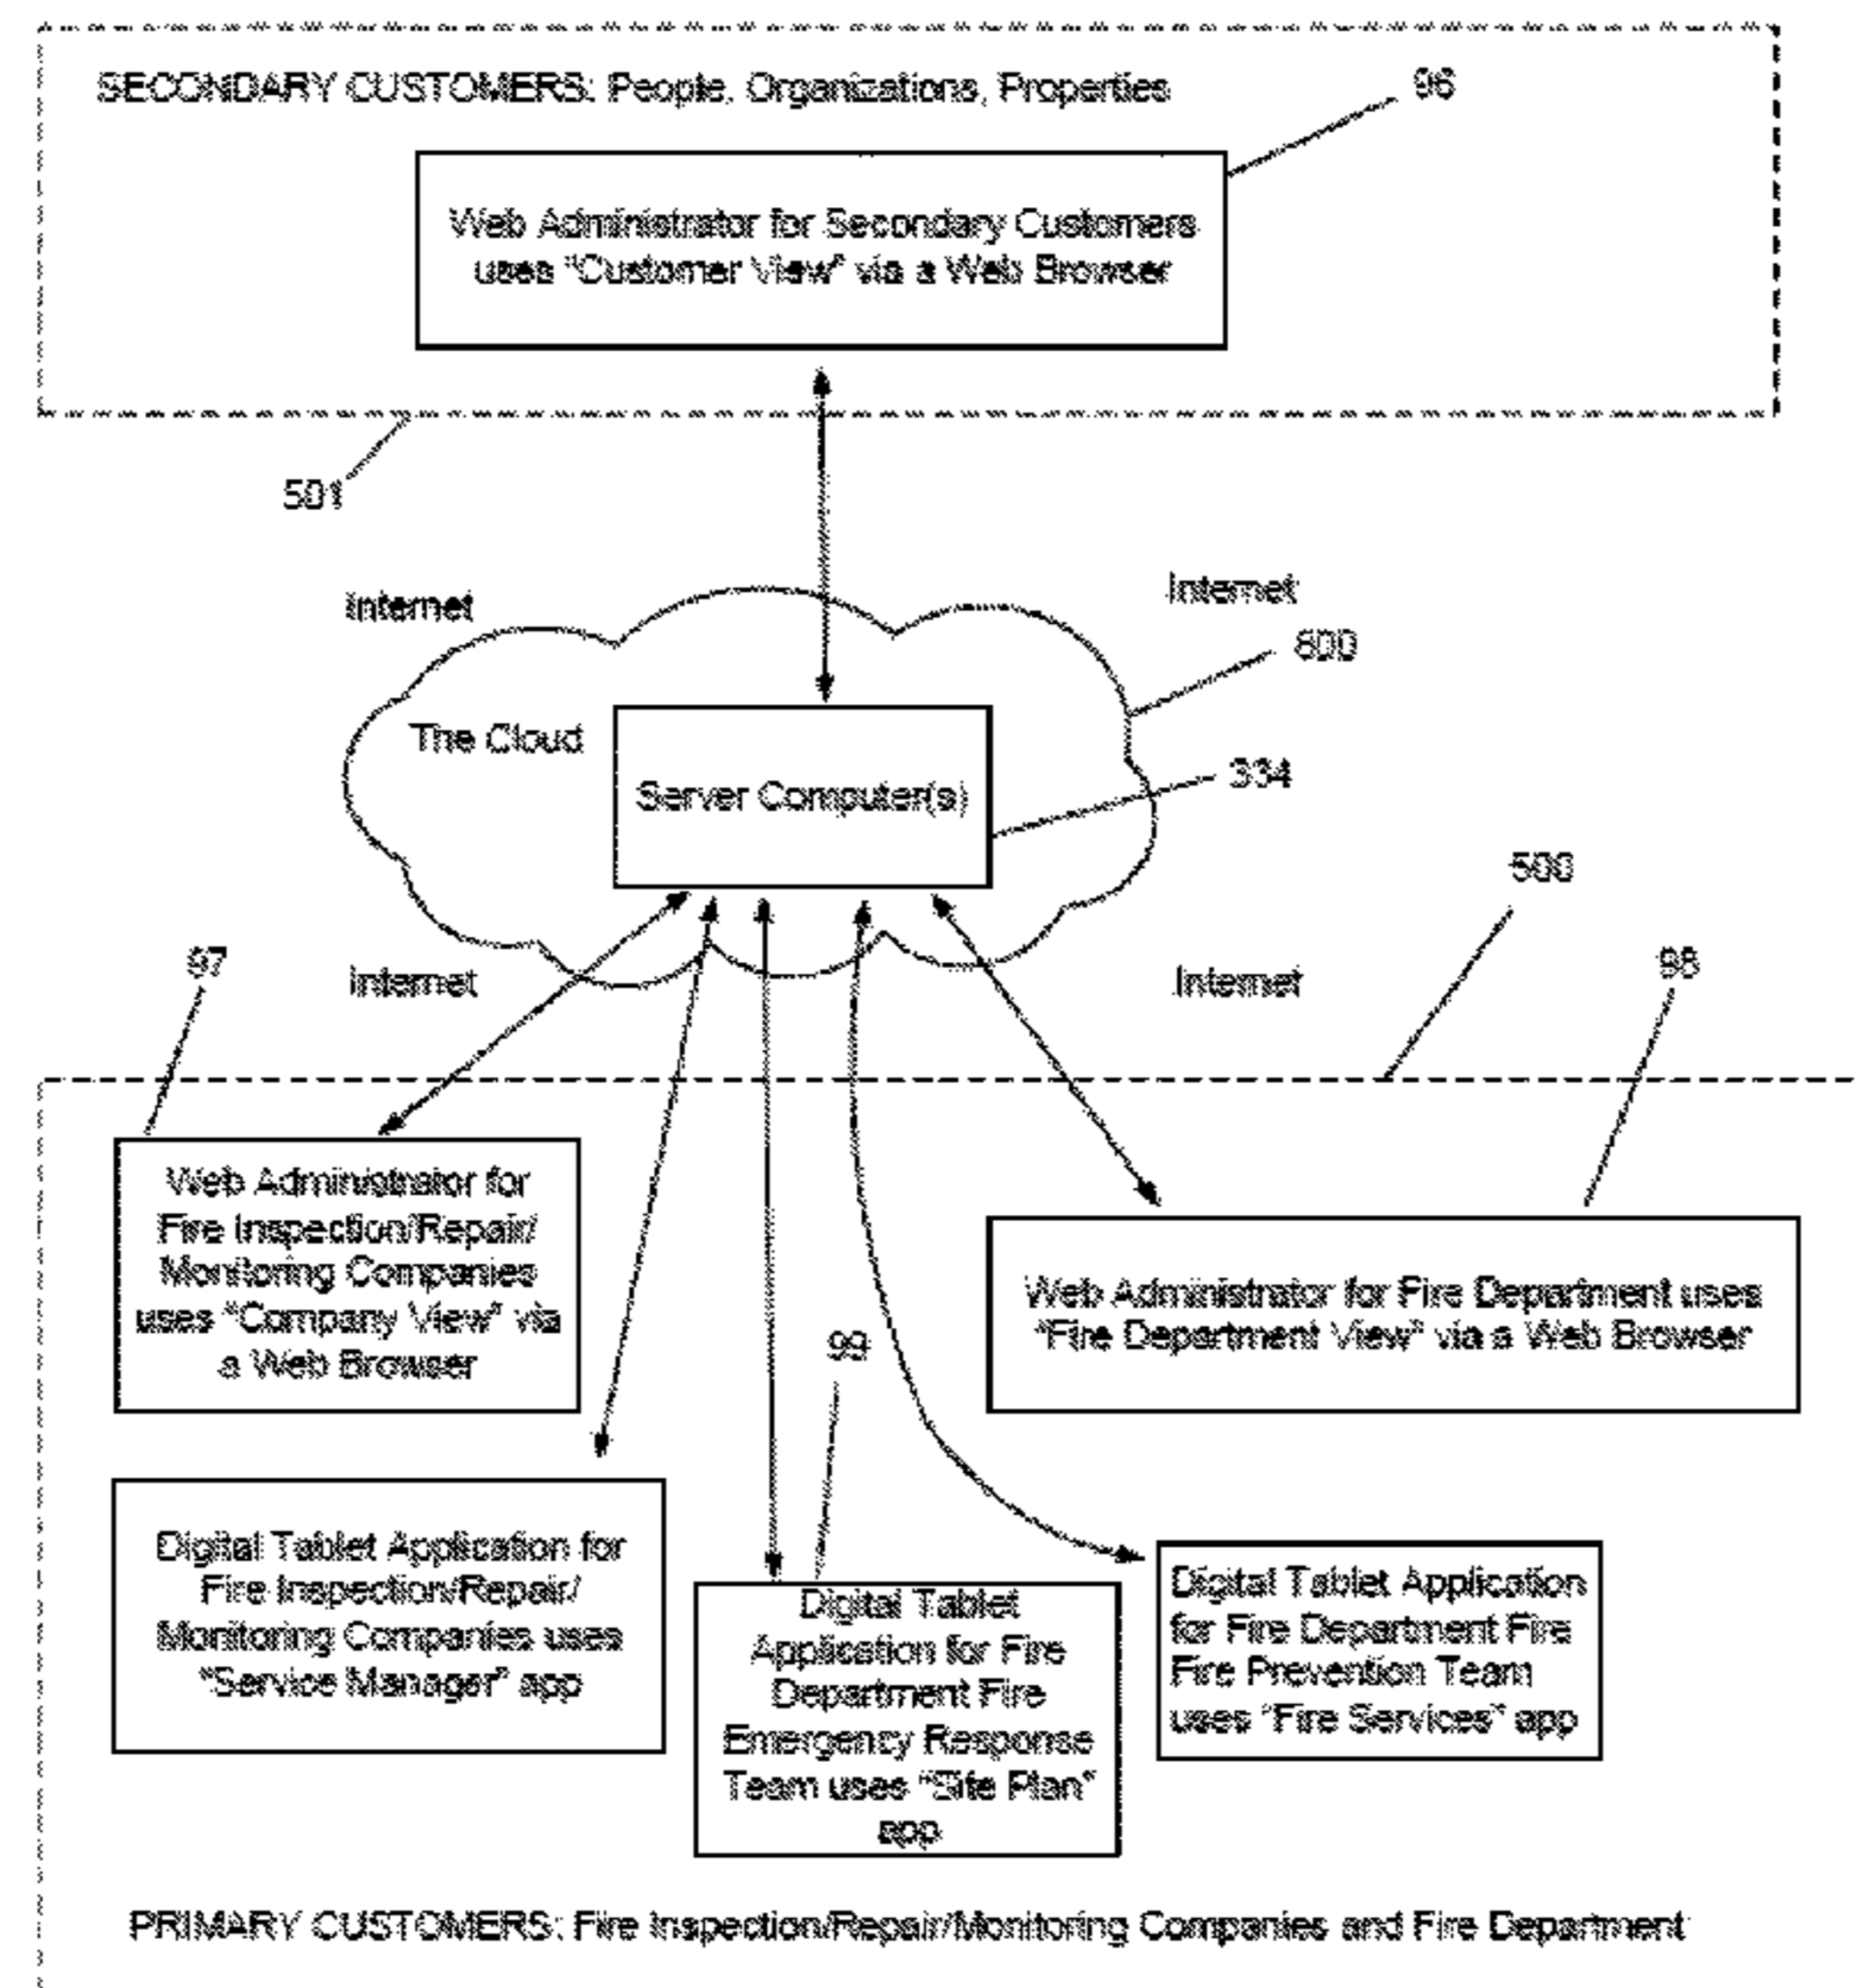 SECONDARY CUSTOMERS: People, Organizations, Properties
96
Web Administrator for Secondary Customers
uses "Customer View" via a Web Browser
501
Internet
Internet
600
The Cloud
Server Computer(s)
334
500
97
Internet
Internet
98
Web Administrator for
Fire Inspection/Repair/
Monitoring Companies
uses "Company View" via
a Web Browser
Web Administrator for Fire Department uses
"Fire Department View" via a Web Browser
99
Digital Tablet Application for
Fire Inspection/Repair/
Monitoring Companies uses
"Service Manager" app
Digital Tablet
Application for Fire
Department Fire
Emergency Response
Team uses "Site Plan"
app
Digital Tablet Application
for Fire Department Fire
Fire Prevention Team
uses "Fire Services" app
PRIMARY CUSTOMERS: Fire Inspection/Repair/Monitoring Companies and Fire Department